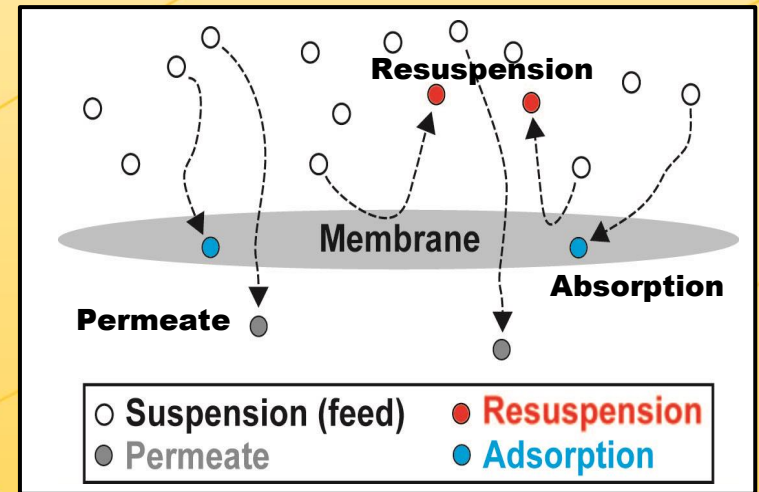 Resuspension
Membrane
Absorption
Permeate
Suspension (feed)
Resuspension
Permeate
Adsorption